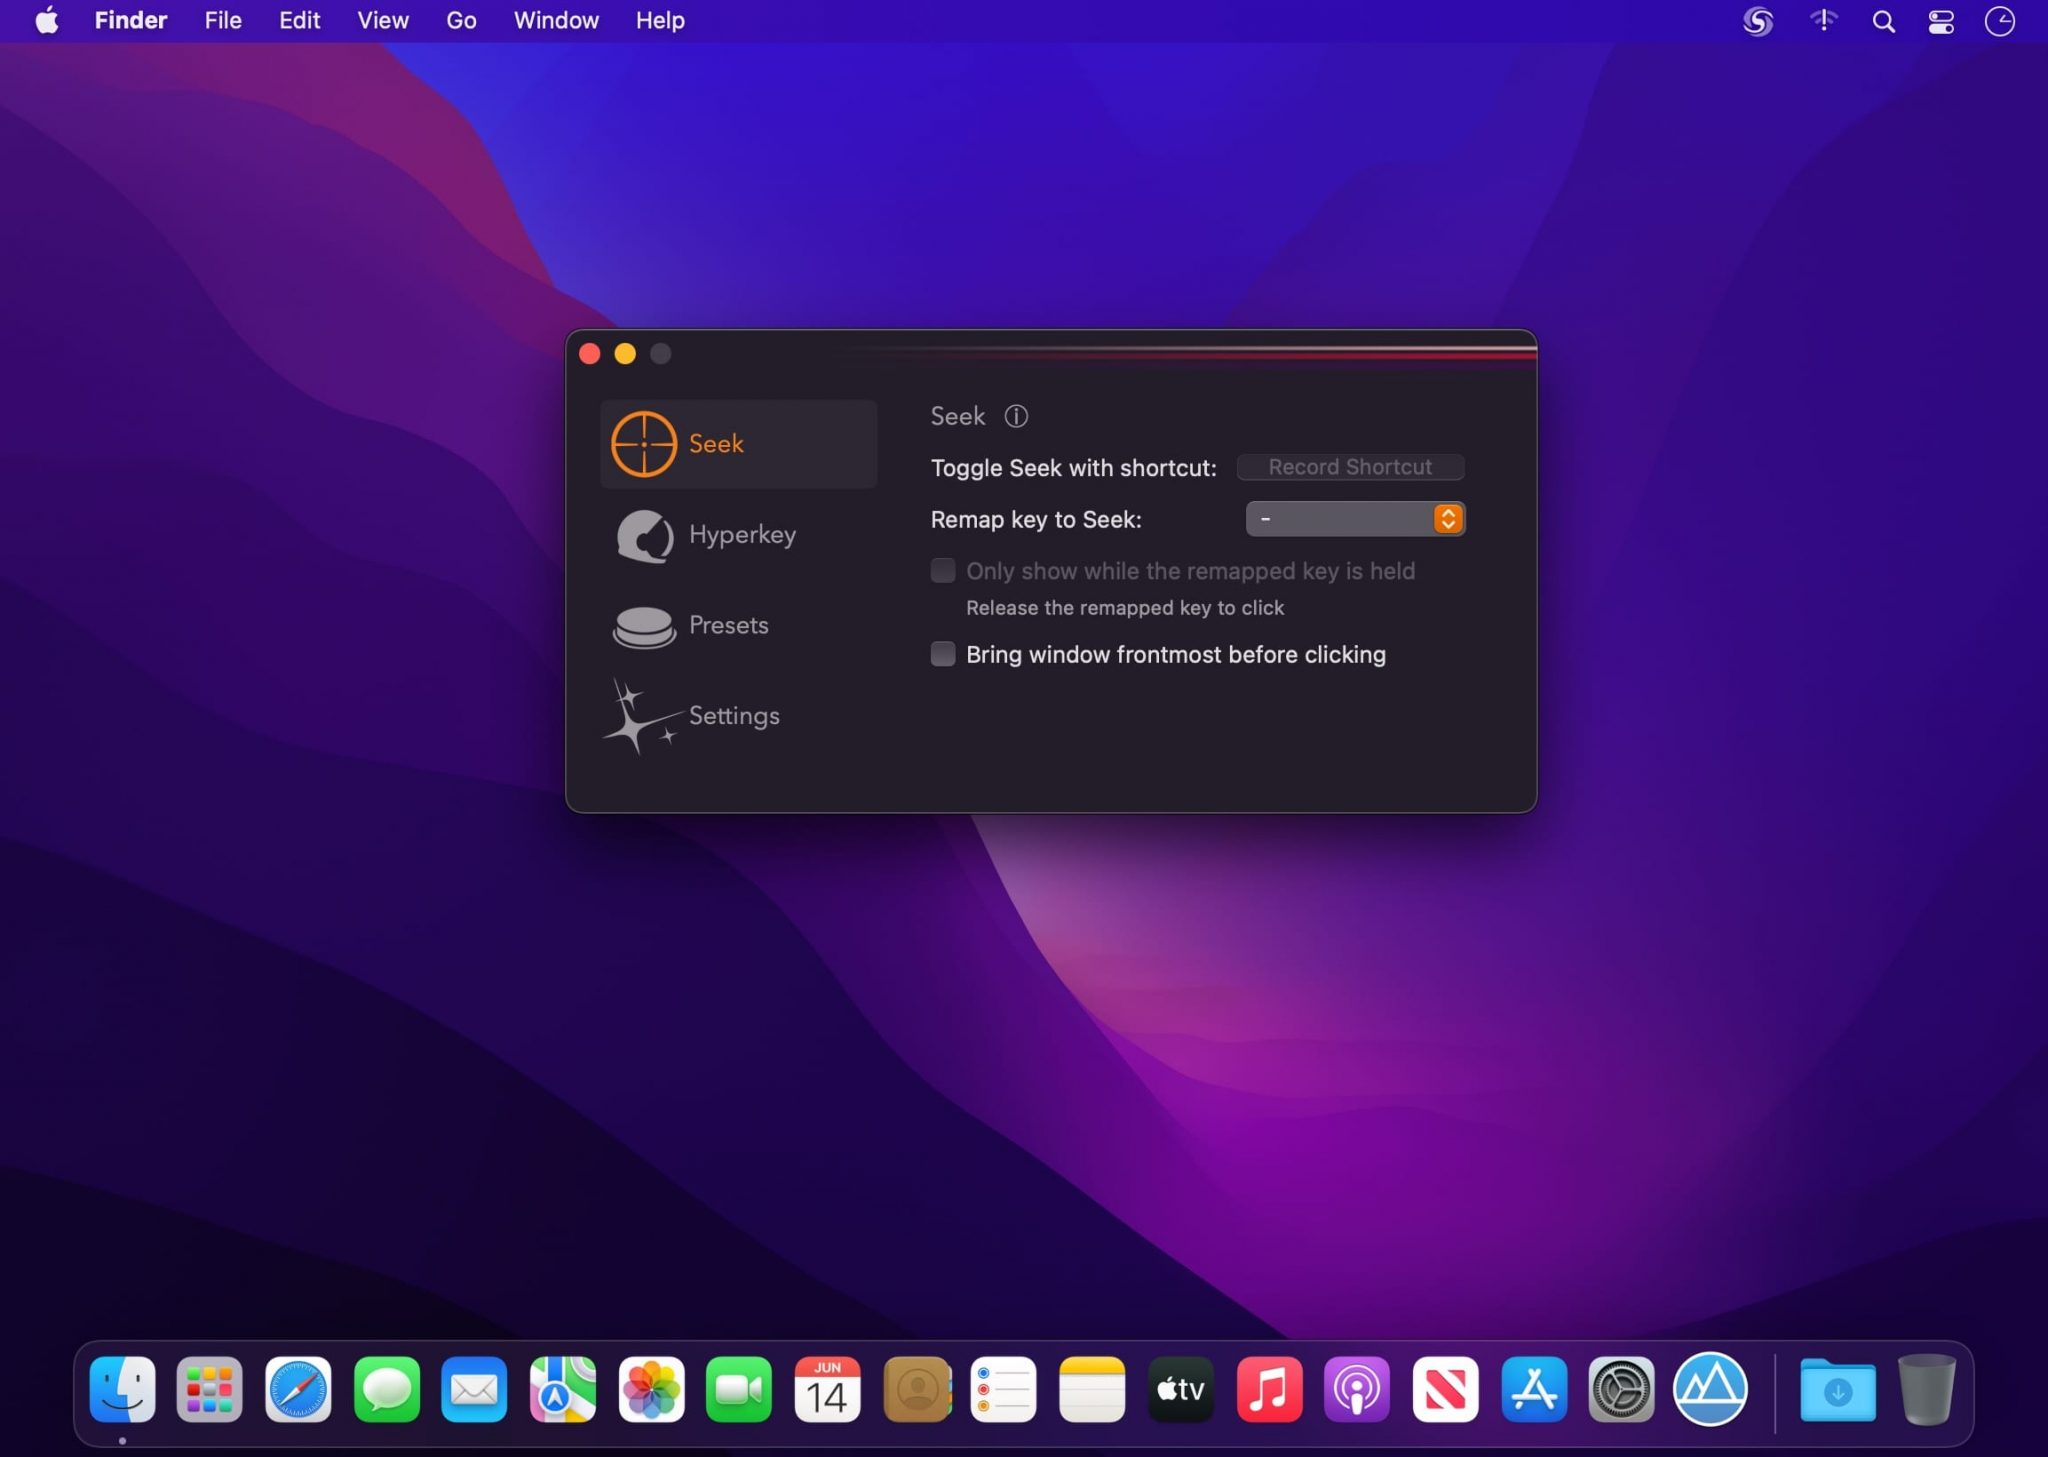 Finder File Edit View Go Window Help
Seek
Hyperkey
Presets
Settings
Seek
Toggle Seek with shortcut: Record Shortcut
Remap key to Seek: -
Only show while the remapped key is held
Release the remapped key to click
Bring window frontmost before clicking
JUN
14
tv